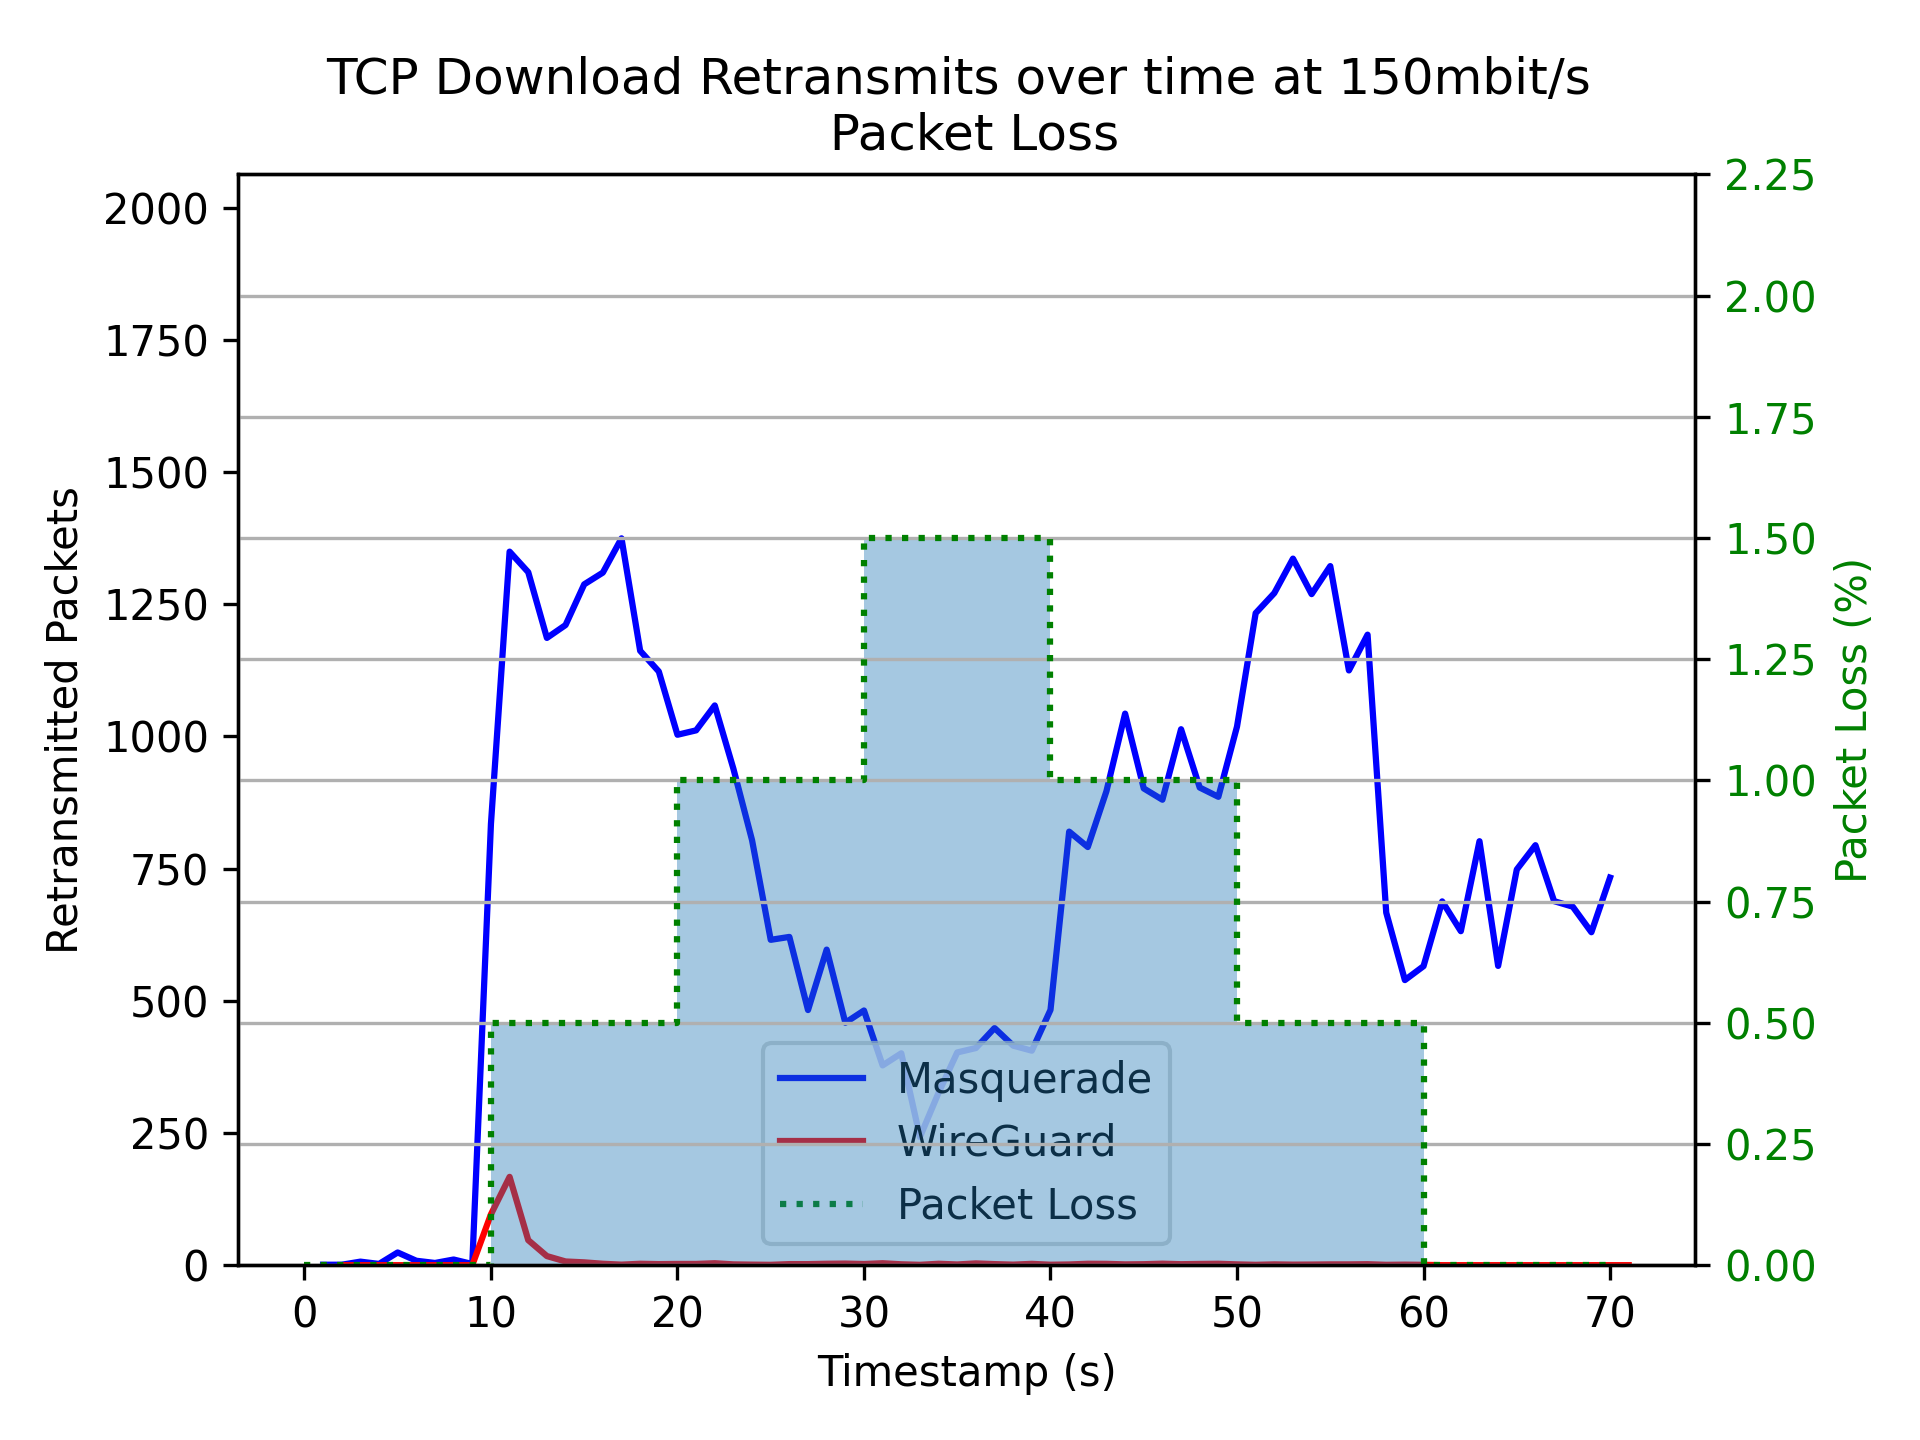 TCP Download Retransmits over time at 150mbit/s
Packet Loss
2000
1750
1500
1250
1000
750
500
250
0
Retransmitted Packets
2.25
2.00
1.75
1.50
1.25
1.00
0.75
0.50
0.25
0.00
Packet Loss (%)
Masquerade
WireGuard
Packet Loss
0 10 20 30 40 50 60 70
Timestamp (s)